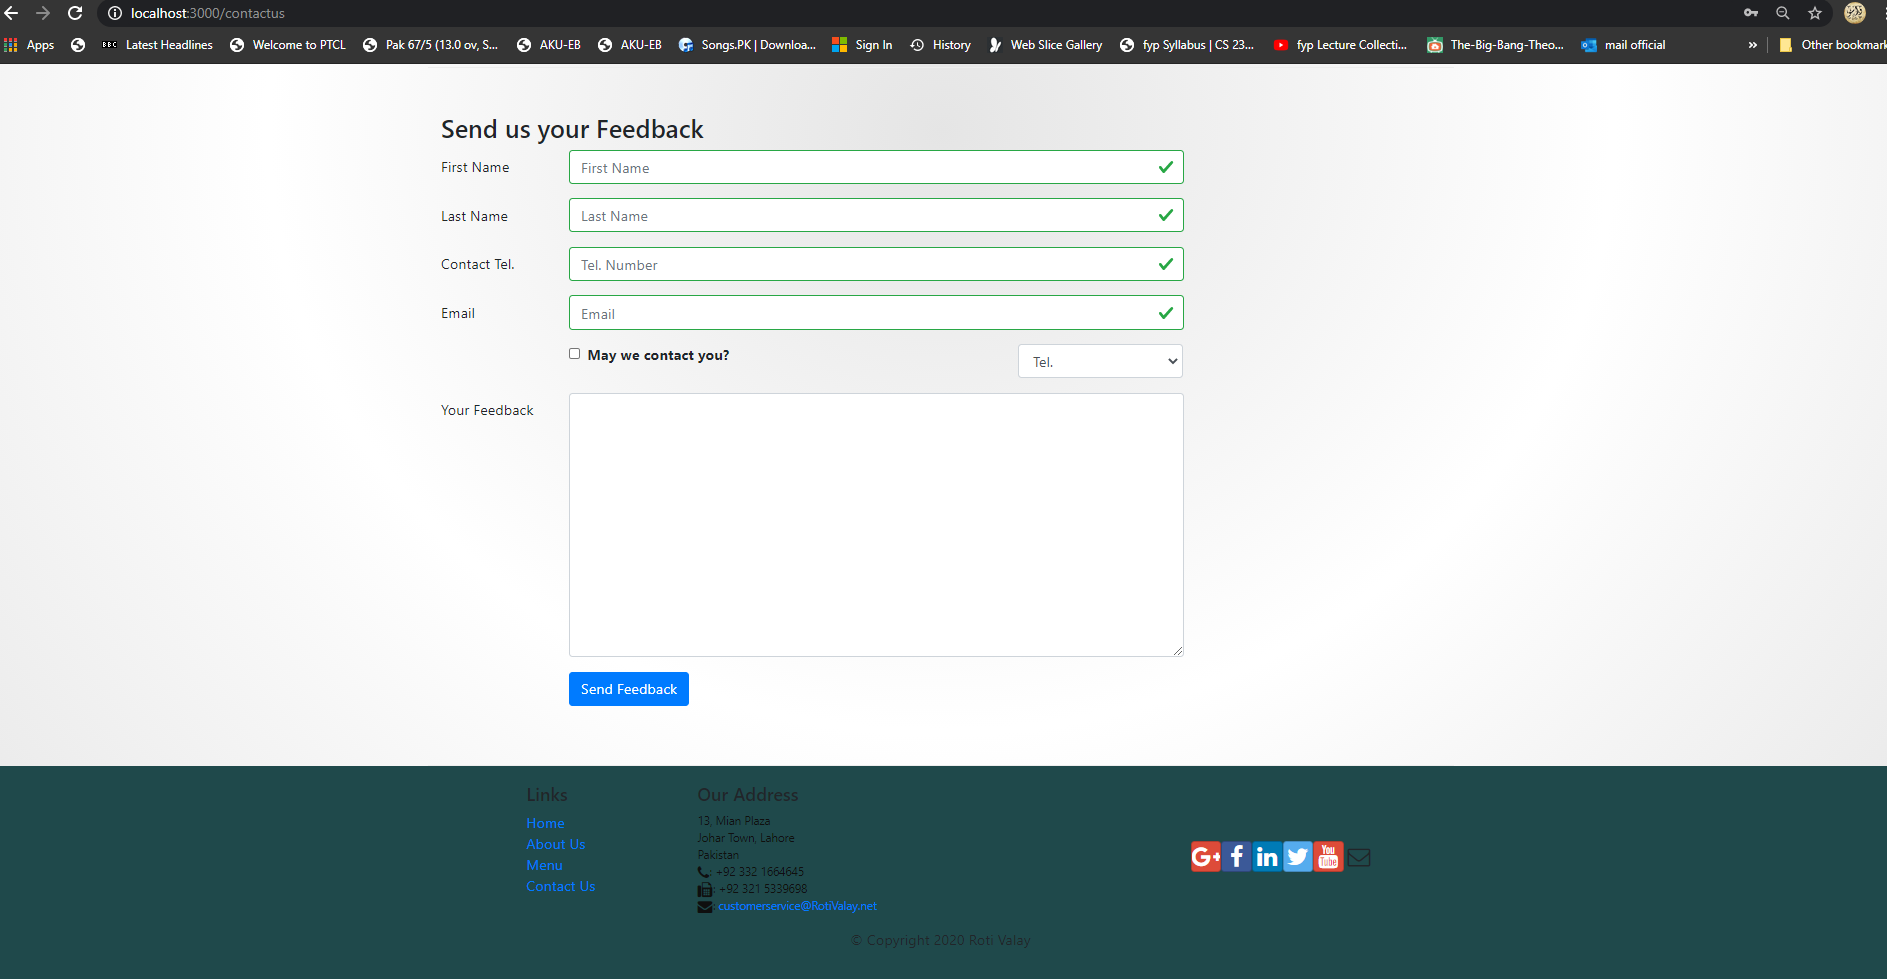 localhost:3000/contactus
Apps BBC Latest Headlines Welcome to PTCL Pak 67/5 (13.0 ov, S... AKU-EB AKU-EB Songs.PK | Downloa... Sign In History Web Slice Gallery fyp Syllabus | CS 23... fyp Lecture Collecti... The-Big-Bang-Theo... mail official » Other bookmark
Send us your Feedback
First Name First Name
Last Name Last Name
Contact Tel. Tel. Number
Email Email
May we contact you? Tel.
Your Feedback
Send Feedback
Links
Home
About Us
Menu
Contact Us
Our Address
13, Mian Plaza
Johar Town, Lahore
Pakistan
: +92 332 1664645
: +92 321 5339698
: customerservice@RotiValay.net
G+ f in You Tube
© Copyright 2020 Roti Valay